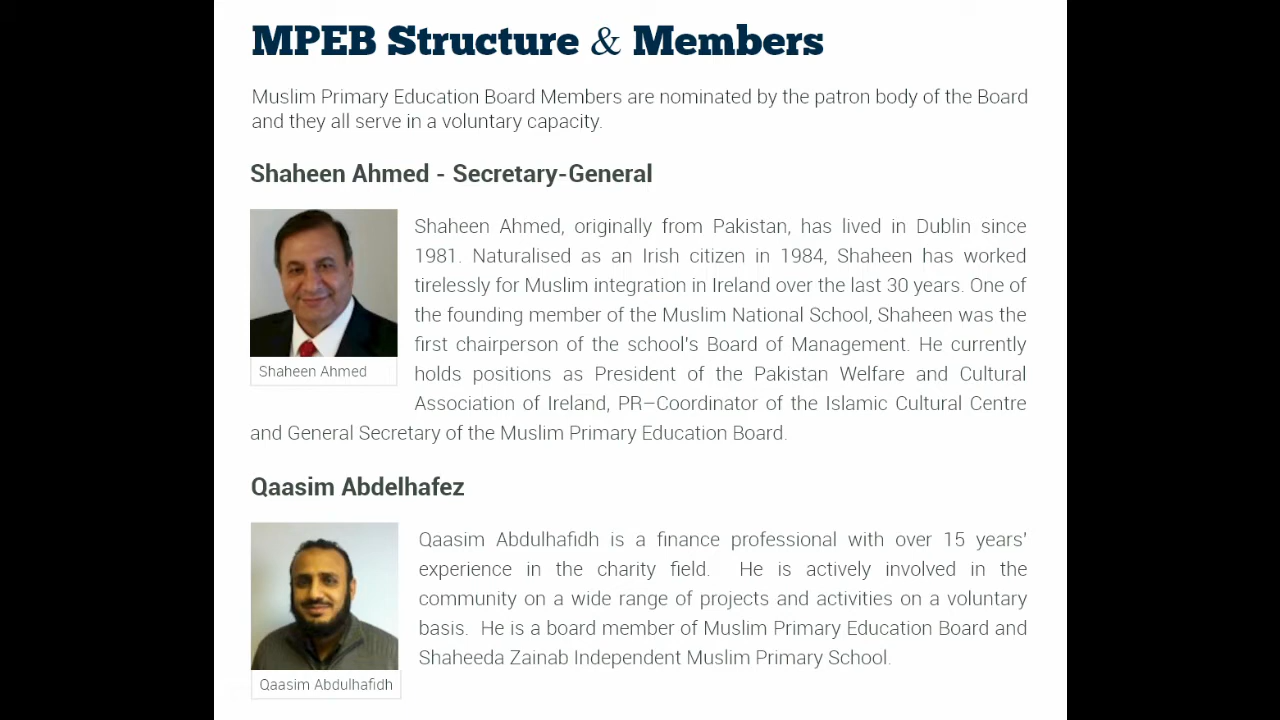 MPEB Structure & Members
Muslim Primary Education Board Members are nominated by the patron body of the Board
and they all serve in a voluntary capacity.
Shaheen Ahmed - Secretary-General
Shaheen Ahmed, originally from Pakistan, has lived in Dublin since
1981. Naturalised as an Irish citizen in 1984, Shaheen has worked
tirelessly for Muslim integration in Ireland over the last 30 years. One of
the founding member of the Muslim National School, Shaheen was the
first chairperson of the school's Board of Management. He currently
holds positions as President of the Pakistan Welfare and Cultural
Association of Ireland, PR–Coordinator of the Islamic Cultural Centre
and General Secretary of the Muslim Primary Education Board.
Shaheen Ahmed
Qaasim Abdelhafez
Qaasim Abdulhafidh is a finance professional with over 15 years'
experience in the charity field. He is actively involved in the
community on a wide range of projects and activities on a voluntary
basis. He is a board member of Muslim Primary Education Board and
Shaheeda Zainab Independent Muslim Primary School.
Qaasim Abdulhafidh